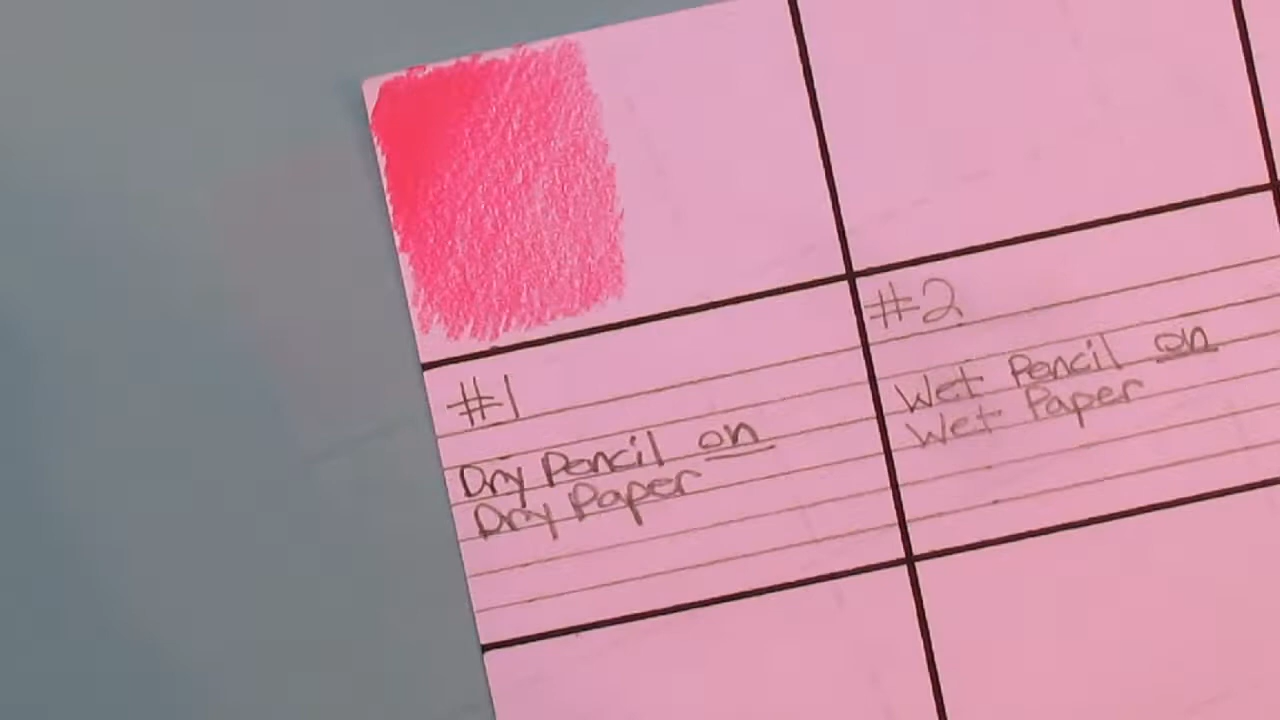 #1
Dry Pencil on
Dry Paper
#2
Wet Pencil on
Wet Paper